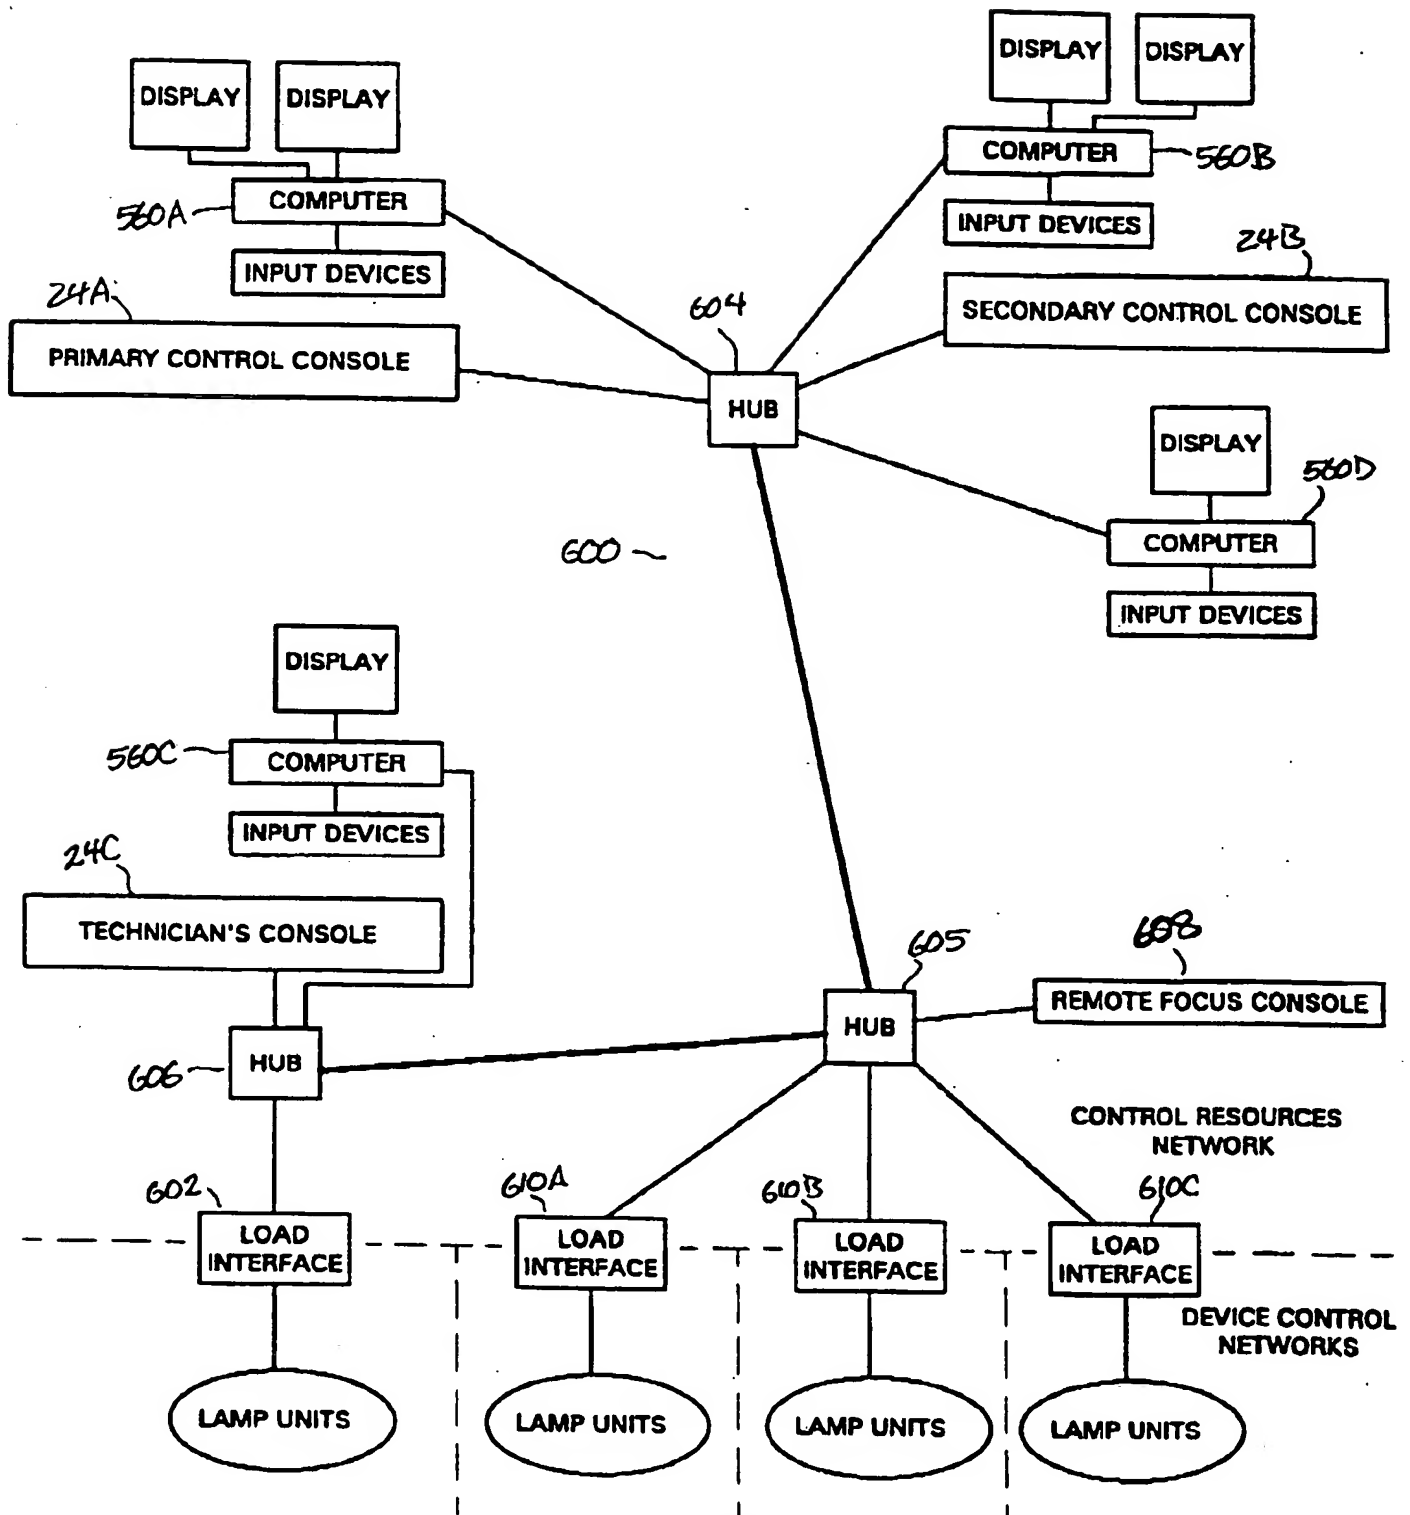 DISPLAY
DISPLAY
COMPUTER
560A
INPUT DEVICES
24A
PRIMARY CONTROL CONSOLE
DISPLAY
DISPLAY
COMPUTER
560B
INPUT DEVICES
24B
SECONDARY CONTROL CONSOLE
604
HUB
DISPLAY
560D
COMPUTER
INPUT DEVICES
600
DISPLAY
560C
COMPUTER
INPUT DEVICES
24C
TECHNICIAN'S CONSOLE
605
HUB
608
REMOTE FOCUS CONSOLE
606
HUB
CONTROL RESOURCES
NETWORK
602
LOAD
INTERFACE
610A
LOAD
INTERFACE
610B
LOAD
INTERFACE
610C
LOAD
INTERFACE
DEVICE CONTROL
NETWORKS
LAMP UNITS
LAMP UNITS
LAMP UNITS
LAMP UNITS